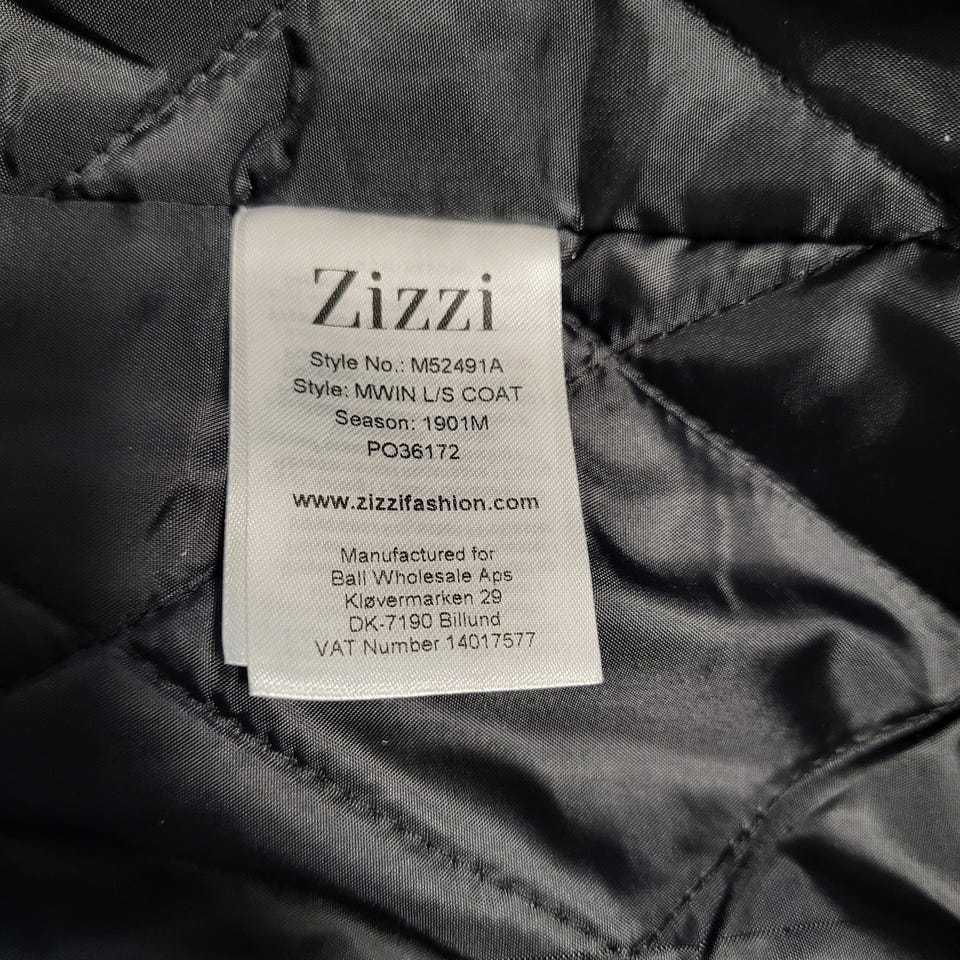 Zizzi
Style No.: M52491A
Style: MWIN L/S COAT
Season: 1901M
PO36172
www.zizzifashion.com
Manufactured for
Ball Wholesale Aps
Kløvermarken 29
DK-7190 Billund
VAT Number 14017577